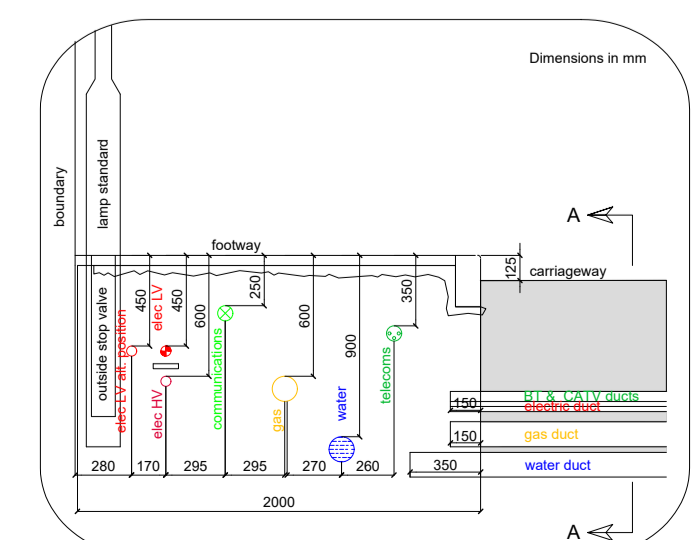 Dimensions in mm
boundary
lamp standard
A
footway
125
carriageway
outside stop valve
450
elec LV alt. position
elec LV
450
600
elec HV
250
communications
600
gas
900
water
350
telecoms
BT & CATV ducts
150
electric duct
150
gas duct
350
water duct
280
170
295
295
270
260
2000
A